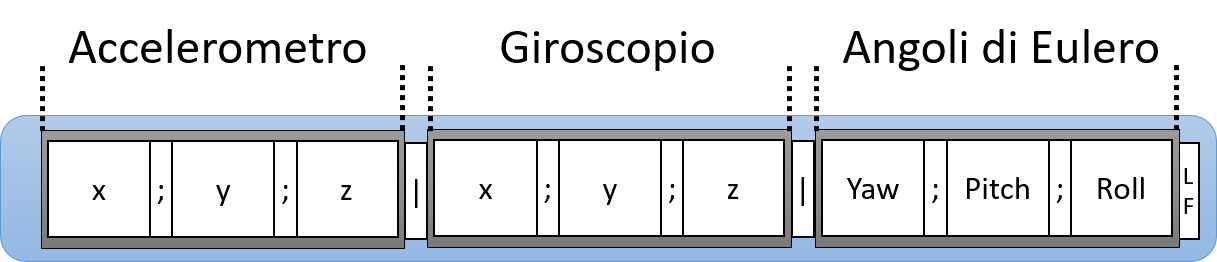 Accelerometro Giroscopio Angoli di Eulero
x ; y ; z | x ; y ; z | Yaw ; Pitch ; Roll LF